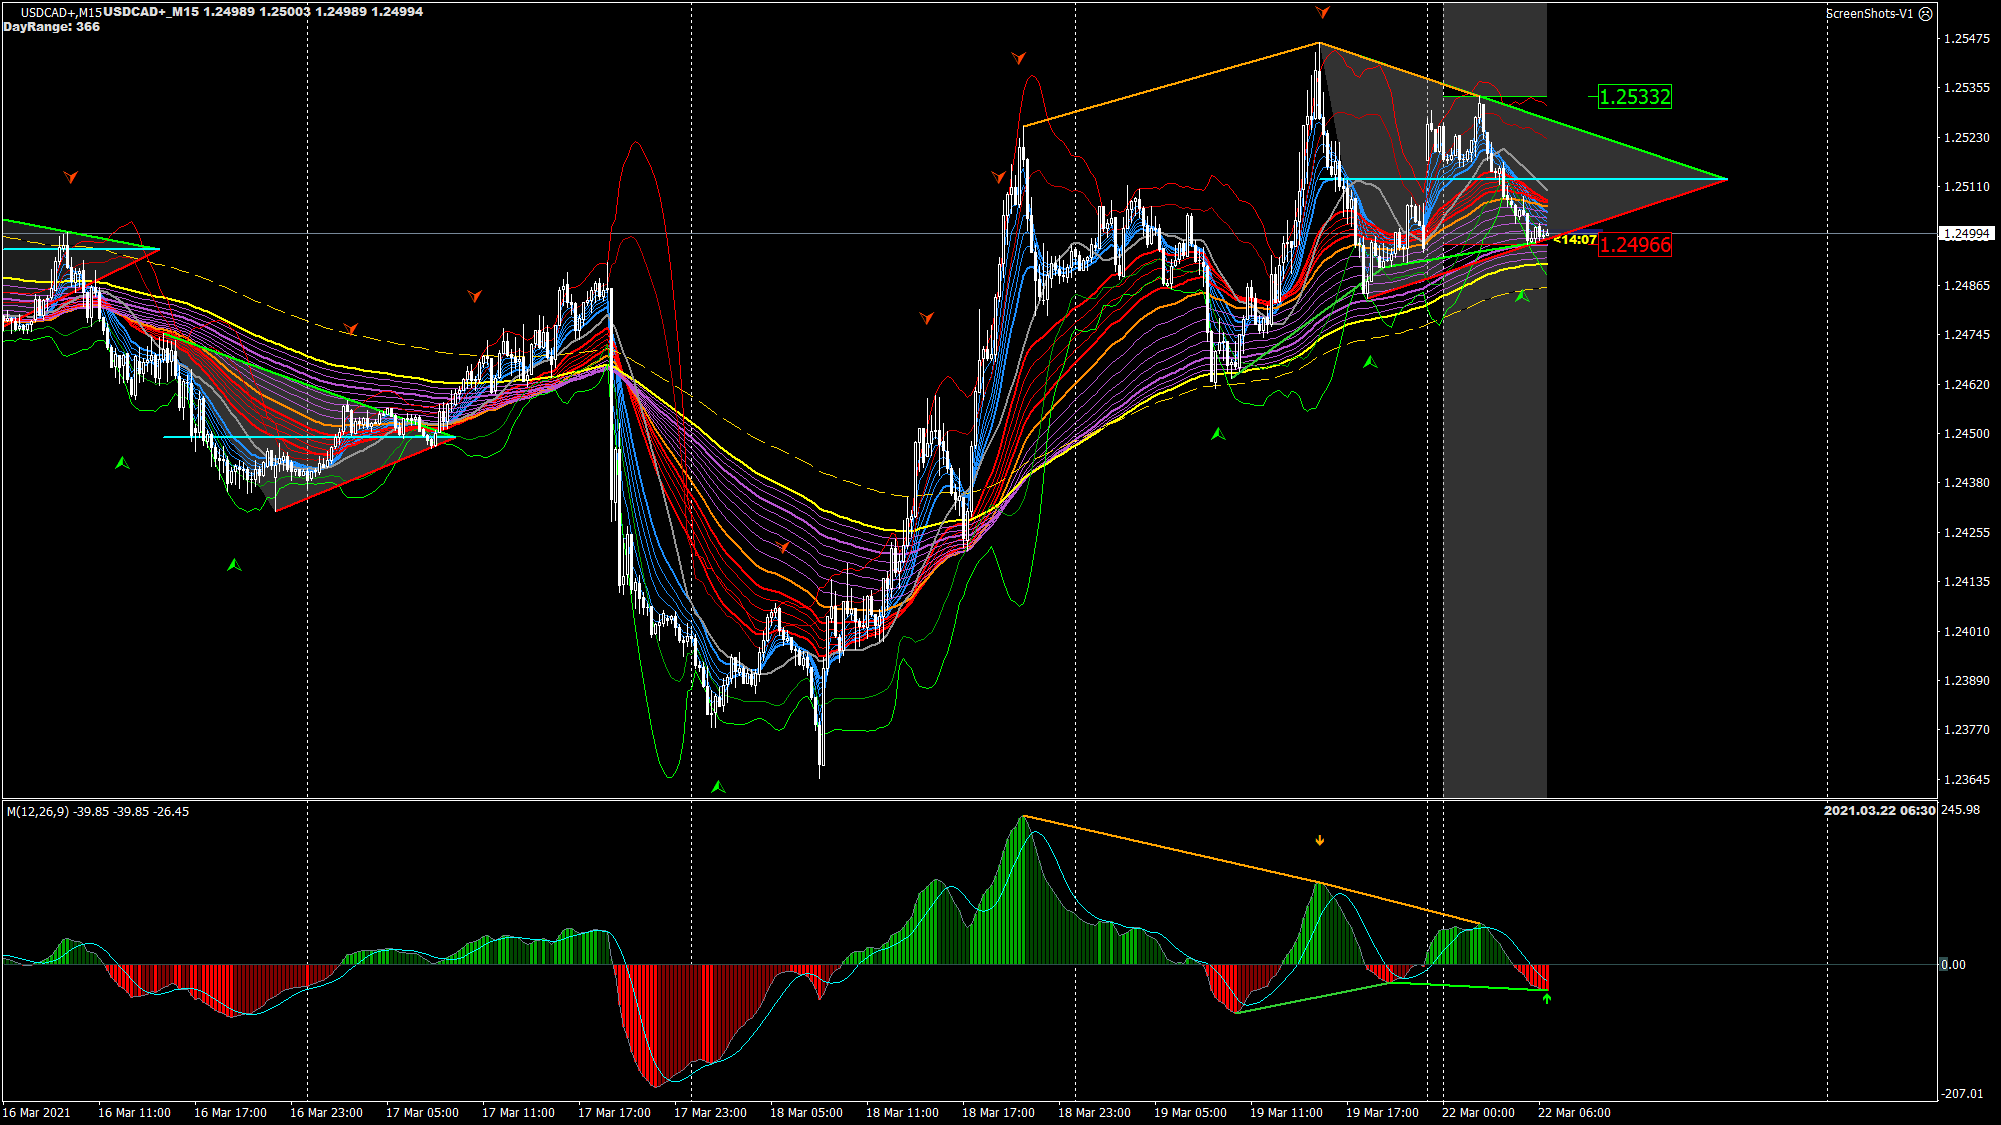 USDCAD+,M15 USDCAD+_M15 1.24989 1.25003 1.24989 1.24994
DayRange: 366
ScreenShots-V1 ☹
1.25475
1.25355
1.25332
1.25230
1.25110
1.24994
<14:07
1.24966
1.24865
1.24745
1.24620
1.24500
1.24380
1.24255
1.24135
1.24010
1.23890
1.23770
1.23645
M(12,26,9) -39.85 -39.85 -26.45
2021.03.22 06:30
245.98
0.00
-207.01
16 Mar 2021
16 Mar 11:00
16 Mar 17:00
16 Mar 23:00
17 Mar 05:00
17 Mar 11:00
17 Mar 17:00
17 Mar 23:00
18 Mar 05:00
18 Mar 11:00
18 Mar 17:00
18 Mar 23:00
19 Mar 05:00
19 Mar 11:00
19 Mar 17:00
22 Mar 00:00
22 Mar 06:00